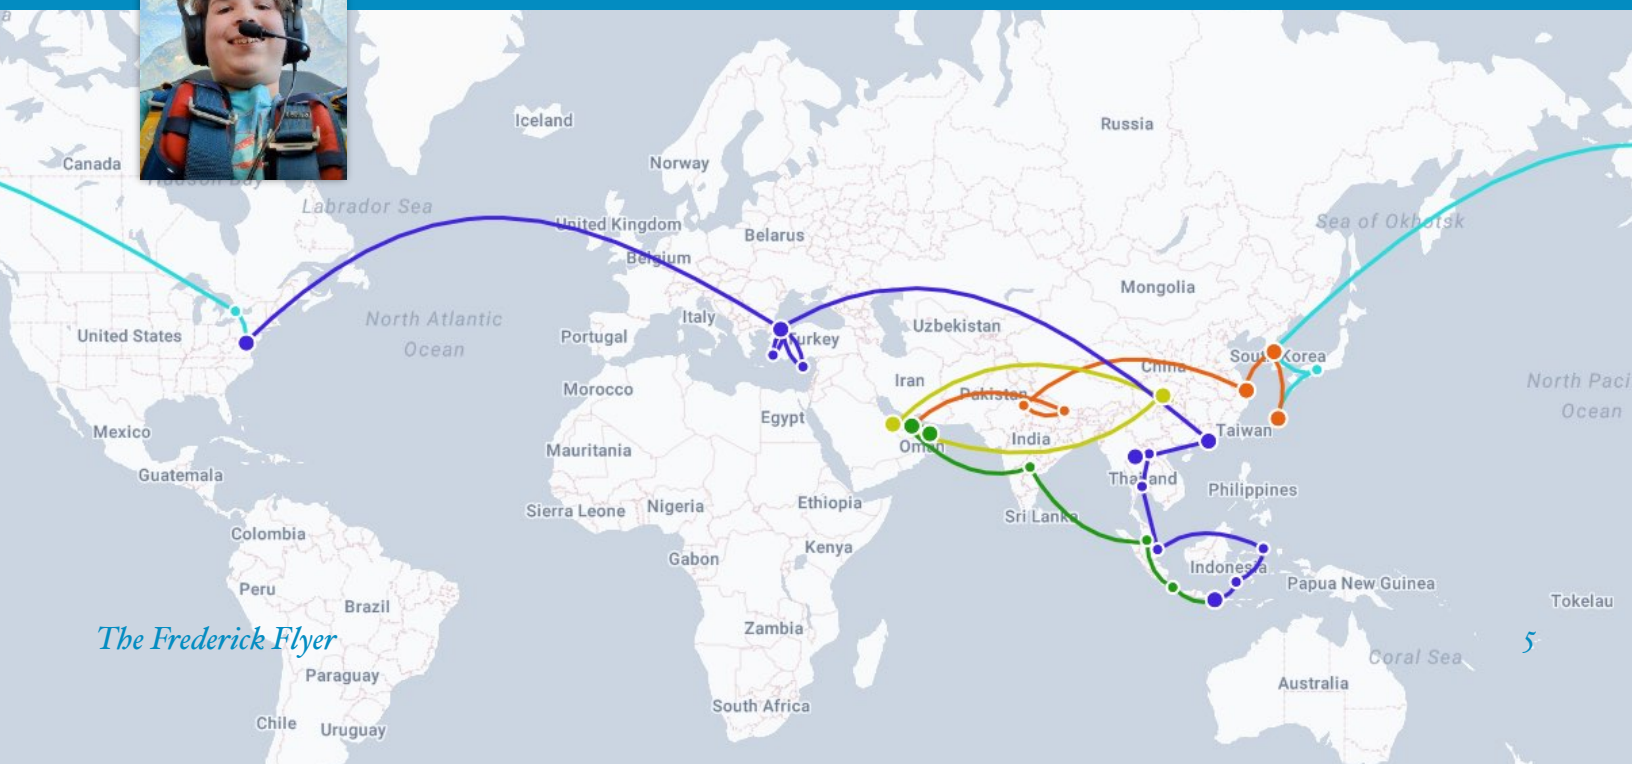 Iceland
Russia
Canada
Norway
Hudson Bay
Labrador Sea
United Kingdom
Sea of Okhotsk
Belarus
Belgium
Mongolia
North Atlantic
Ocean
Italy
Uzbekistan
United States
Portugal
Turkey
South Korea
China
Iran
North Paci
Ocean
Morocco
Pakistan
Egypt
Mexico
Taiwan
India
Oman
Mauritania
Guatemala
Thailand
Philippines
Ethiopia
Nigeria
Sierra Leone
Sri Lanka
Colombia
Kenya
Gabon
Indonesia
Papua New Guinea
Peru
Brazil
Tokelau
Zambia
The Frederick Flyer
5
Coral Sea
Paraguay
Australia
South Africa
Chile
Uruguay